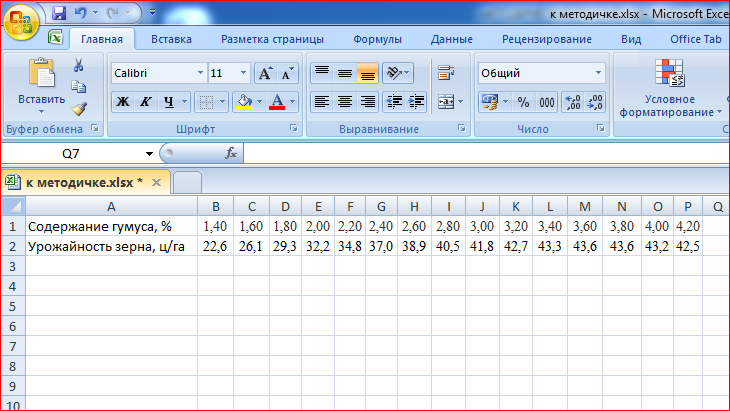 к методичке.xlsx - Microsoft Exce
Главная Вставка Разметка страницы Формулы Данные Рецензирование Вид Office Tab
Calibri 11 A A Общий
Вставить Ж К Ч A % 000 ,0 ,00 ,00 ,0 Условное
форматирование
Буфер обмена Шрифт Выравнивание Число С
Q7 fx
к методичке.xlsx *
A B C D E F G H I J K L M N O P Q
1 Содержание гумуса, % 1,40 1,60 1,80 2,00 2,20 2,40 2,60 2,80 3,00 3,20 3,40 3,60 3,80 4,00 4,20
2 Урожайность зерна, ц/га 22,6 26,1 29,3 32,2 34,8 37,0 38,9 40,5 41,8 42,7 43,3 43,6 43,6 43,2 42,5
3
4
5
6
7
8
9
10